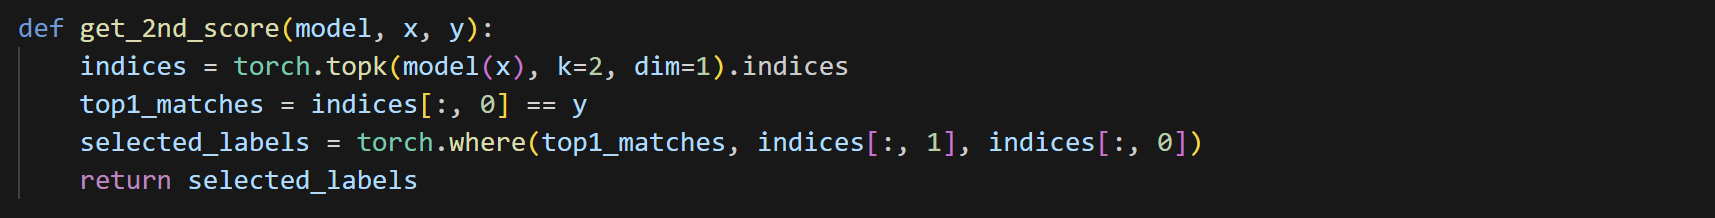 def get_2nd_score(model, x, y):
    indices = torch.topk(model(x), k=2, dim=1).indices
    top1_matches = indices[:, 0] == y
    selected_labels = torch.where(top1_matches, indices[:, 1], indices[:, 0])
    return selected_labels